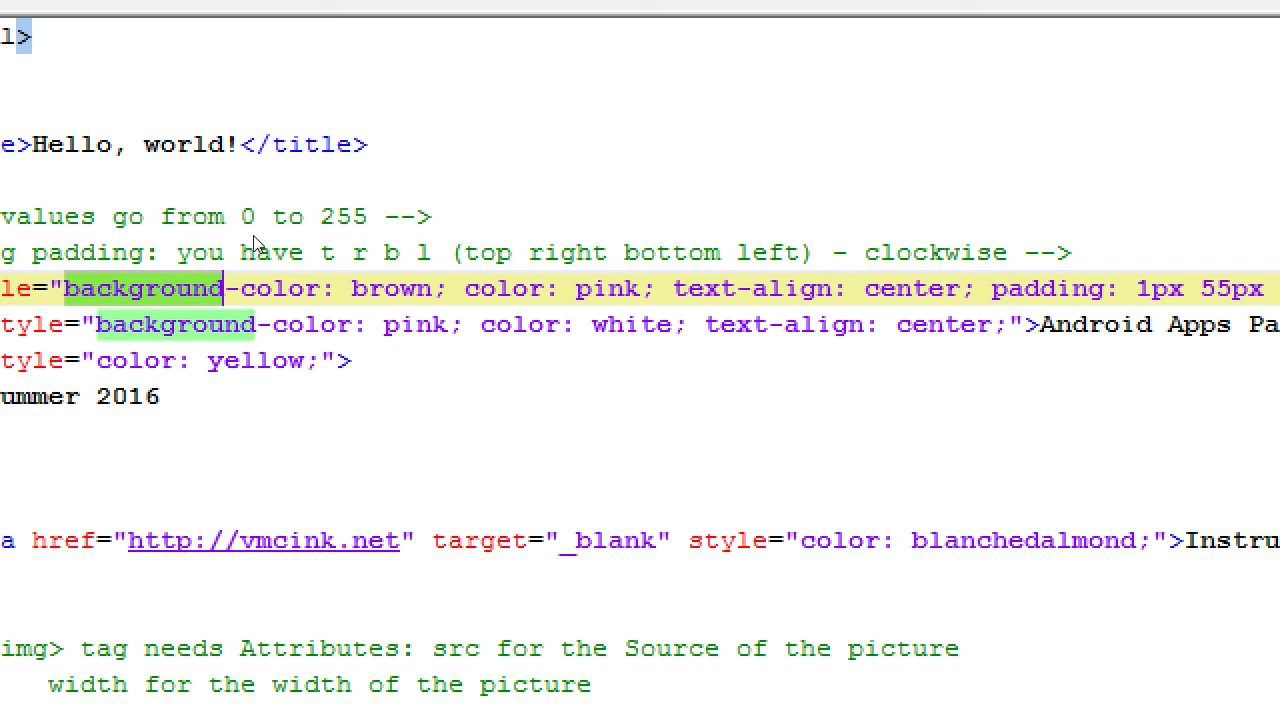 l>
e>Hello, world!</title>
values go from 0 to 255 -->
g padding: you have t r b l (top right bottom left) - clockwise -->
le="background-color: brown; color: pink; text-align: center; padding: 1px 55px
tyle="background-color: pink; color: white; text-align: center;">Android Apps Pa
tyle="color: yellow;">
ummer 2016
a href="http://vmcink.net" target="_blank" style="color: blanchedalmond;">Instru
img> tag needs Attributes: src for the Source of the picture
width for the width of the picture